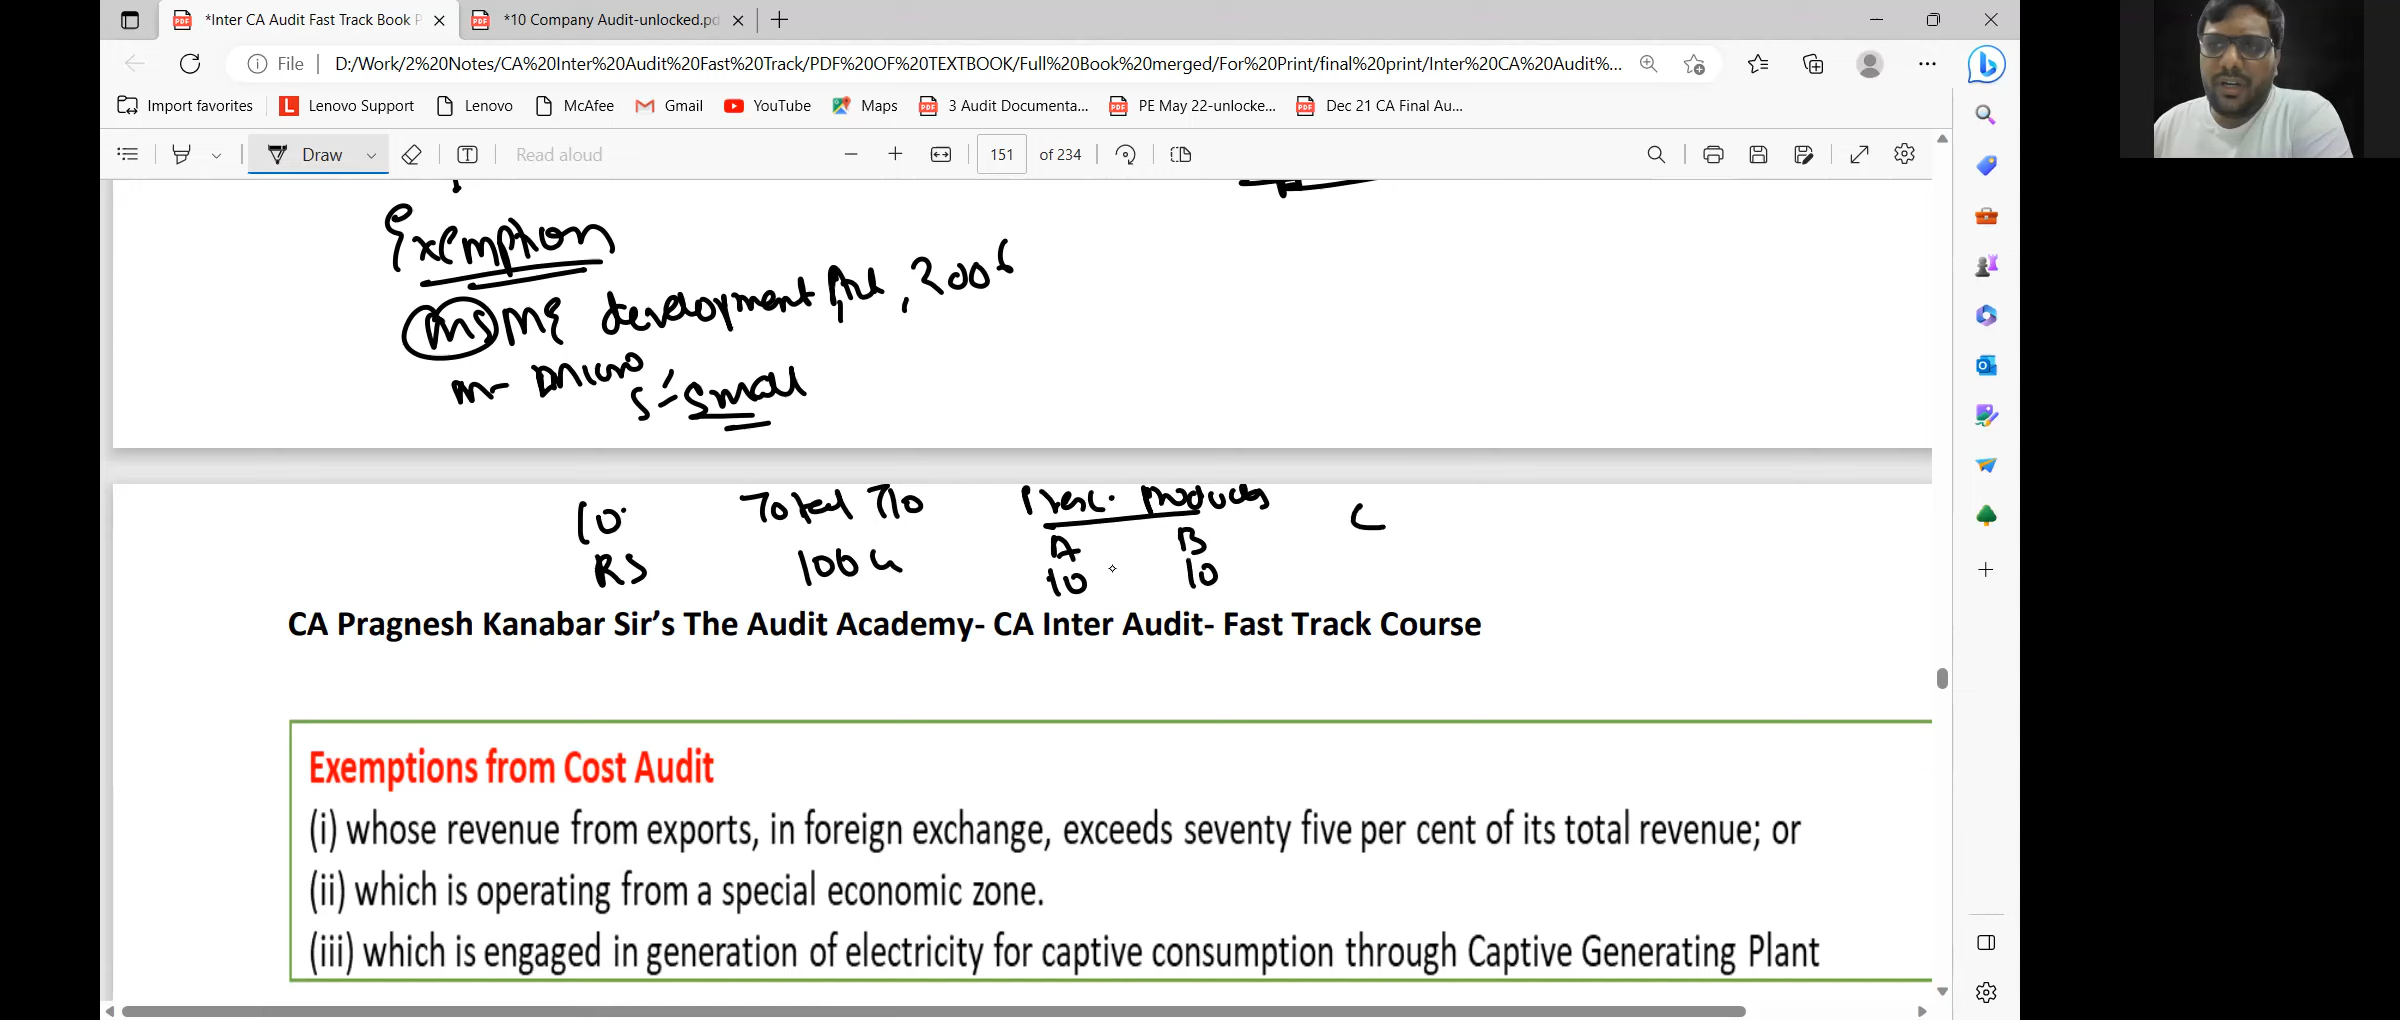 *Inter CA Audit Fast Track Book P
*10 Company Audit-unlocked.pd
File
D:/Work/2%20Notes/CA%20Inter%20Audit%20Fast%20Track/PDF%20OF%20TEXTBOOK/Full%20Book%20merged/For%20Print/final%20print/Inter%20CA%20Audit%...
Import favorites
Lenovo Support
Lenovo
McAfee
Gmail
YouTube
Maps
3 Audit Documenta...
PE May 22-unlocke...
Dec 21 CA Final Au...
Draw
Read aloud
151 of 234
Exemption
MSME development Act, 2006
m- Micro
S- Small
Co. Total T/O Presc. products C
A B
RS 100 10 10
CA Pragnesh Kanabar Sir's The Audit Academy- CA Inter Audit- Fast Track Course
Exemptions from Cost Audit
(i) whose revenue from exports, in foreign exchange, exceeds seventy five per cent of its total revenue; or
(ii) which is operating from a special economic zone.
(iii) which is engaged in generation of electricity for captive consumption through Captive Generating Plant